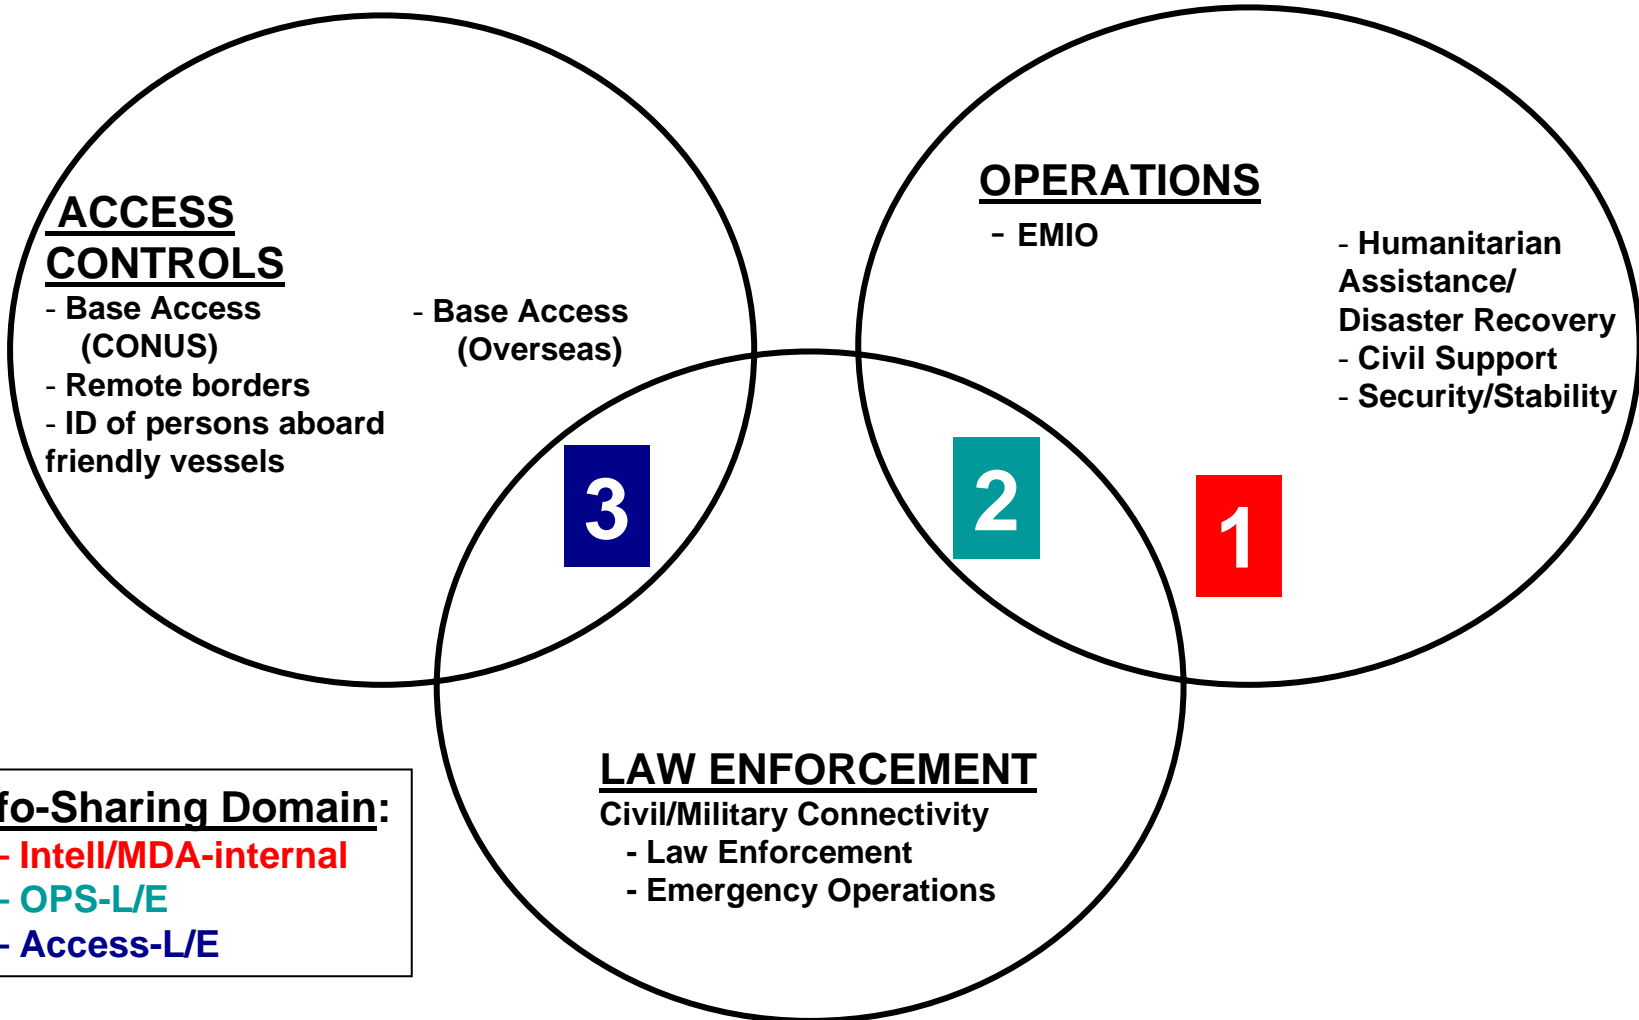 ACCESS
CONTROLS
- Base Access
(CONUS)
- Remote borders
- ID of persons aboard
friendly vessels
- Base Access
(Overseas)
OPERATIONS
- EMIO
- Humanitarian
Assistance/
Disaster Recovery
- Civil Support
- Security/Stability
3
2
1
LAW ENFORCEMENT
Civil/Military Connectivity
- Law Enforcement
- Emergency Operations
fo-Sharing Domain:
- Intell/MDA-internal
- OPS-L/E
- Access-L/E